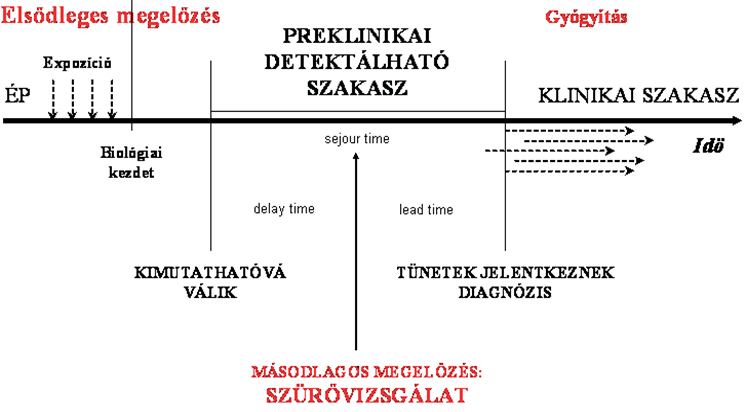 Elsődleges megelőzés
Gyógyítás
PREKLINIKAI
DETEKTÁLHATÓ
SZAKASZ
Expozíció
ÉP
KLINIKAI SZAKASZ
sejour time
Idö
Biológiai
kezdet
delay time
lead time
KIMUTATHATÓVÁ
VÁLIK
TÜNETEK JELENTKEZNEK
DIAGNÓZIS
MÁSODLAGOS MEGELŐZÉS:
SZŰRŐVIZSGÁLAT